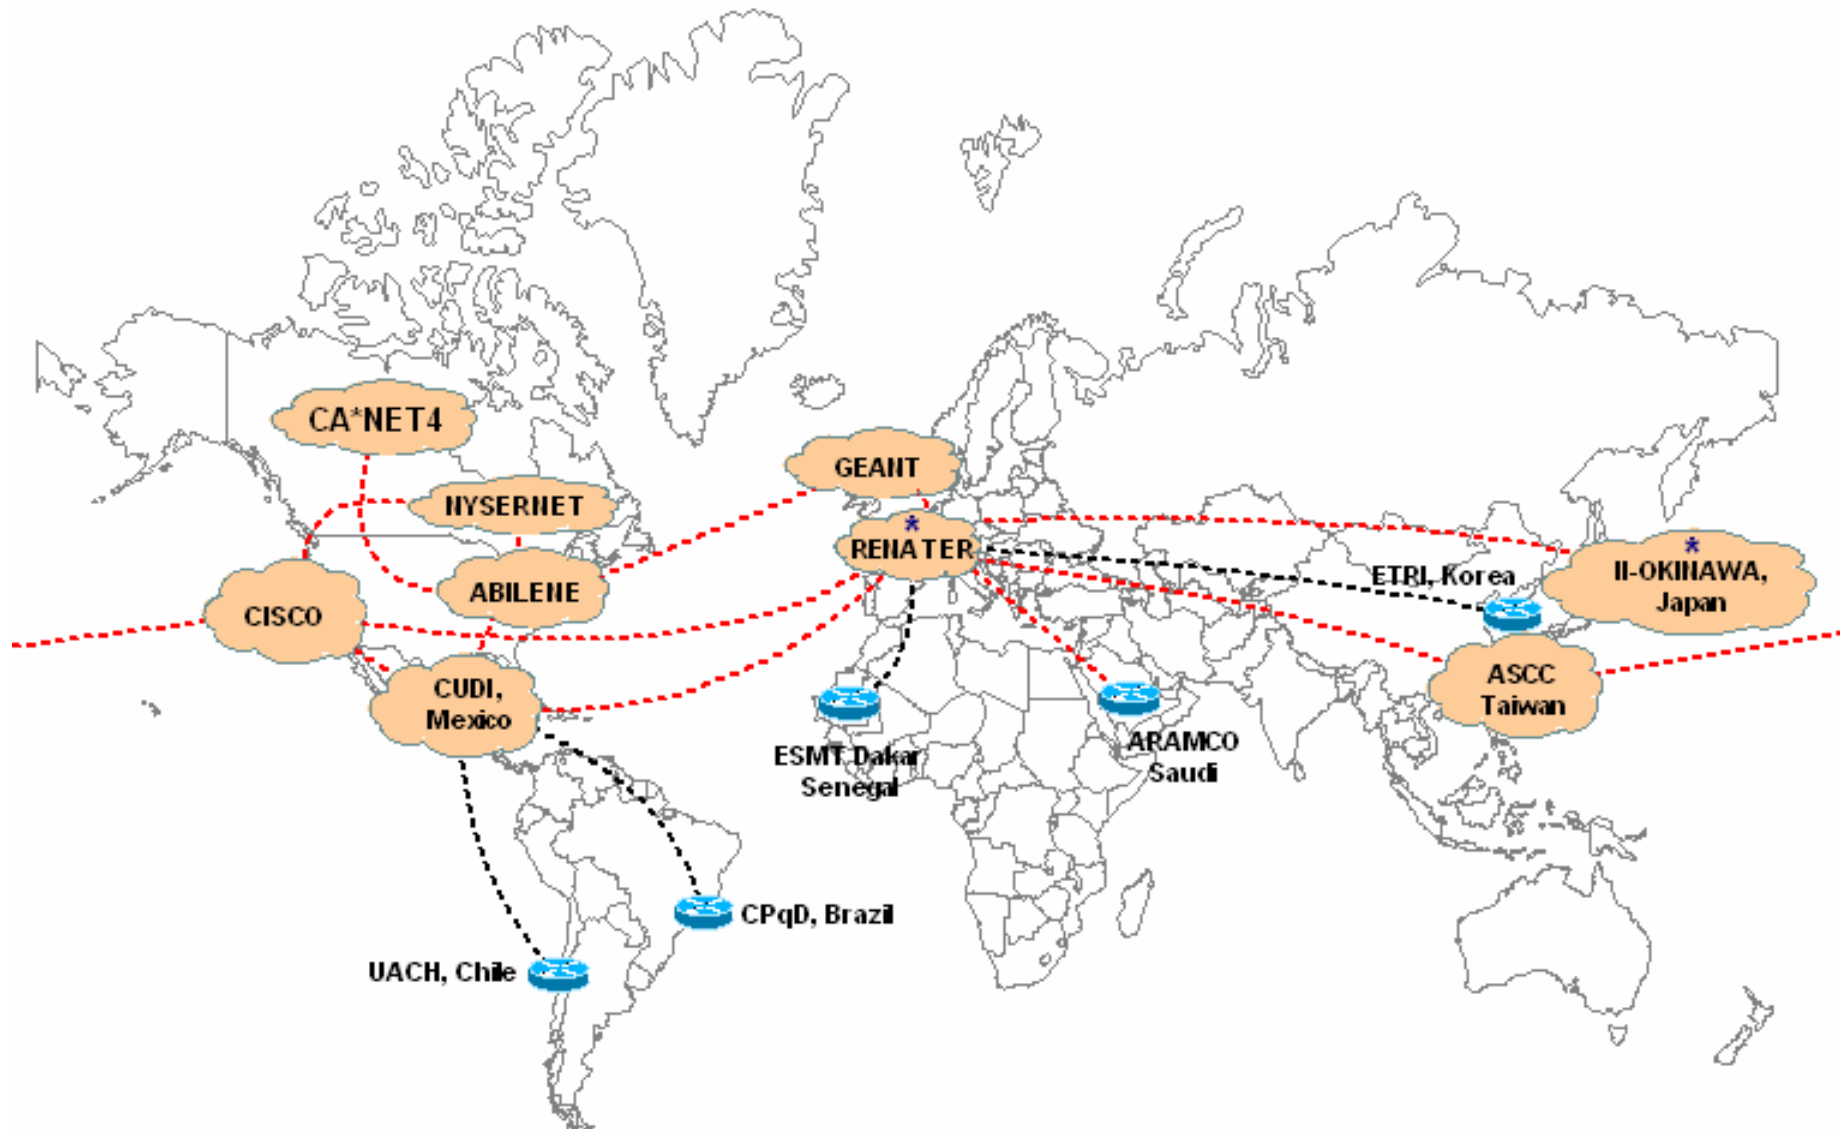 CA*NET4
GEANT
NYSERNET
*
RENATER
*
II-OKINAWA,
Japan
ETRI, Korea
ABILENE
CISCO
CUDI,
Mexico
ASCC
Taiwan
ESMT Dakar
Senegal
ARAMCO
Saudi
CPqD, Brazil
UACH, Chile